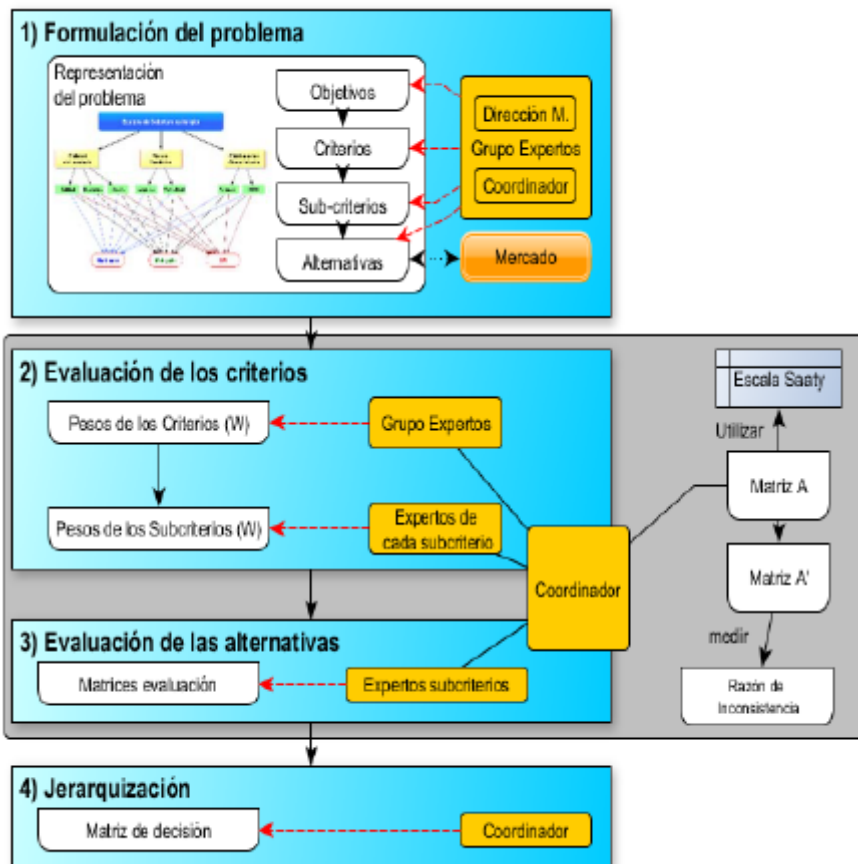 1) Formulación del problema
Representación
del problema
Objetivos
Criterios
Sub-criterios
Alternativas
Dirección M.
Grupo Expertos
Coordinador
Mercado
2) Evaluación de los criterios
Pesos de los Criterios (W)
Grupo Expertos
Pesos de los Subcriterios (W)
Expertos de
cada subcriterio
Coordinador
Escala Saaty
Utilizar
Matriz A
Matriz A'
medir
Razón de
Inconsistencia
3) Evaluación de las alternativas
Matrices evaluación
Expertos subcriterios
4) Jerarquización
Matriz de decisión
Coordinador